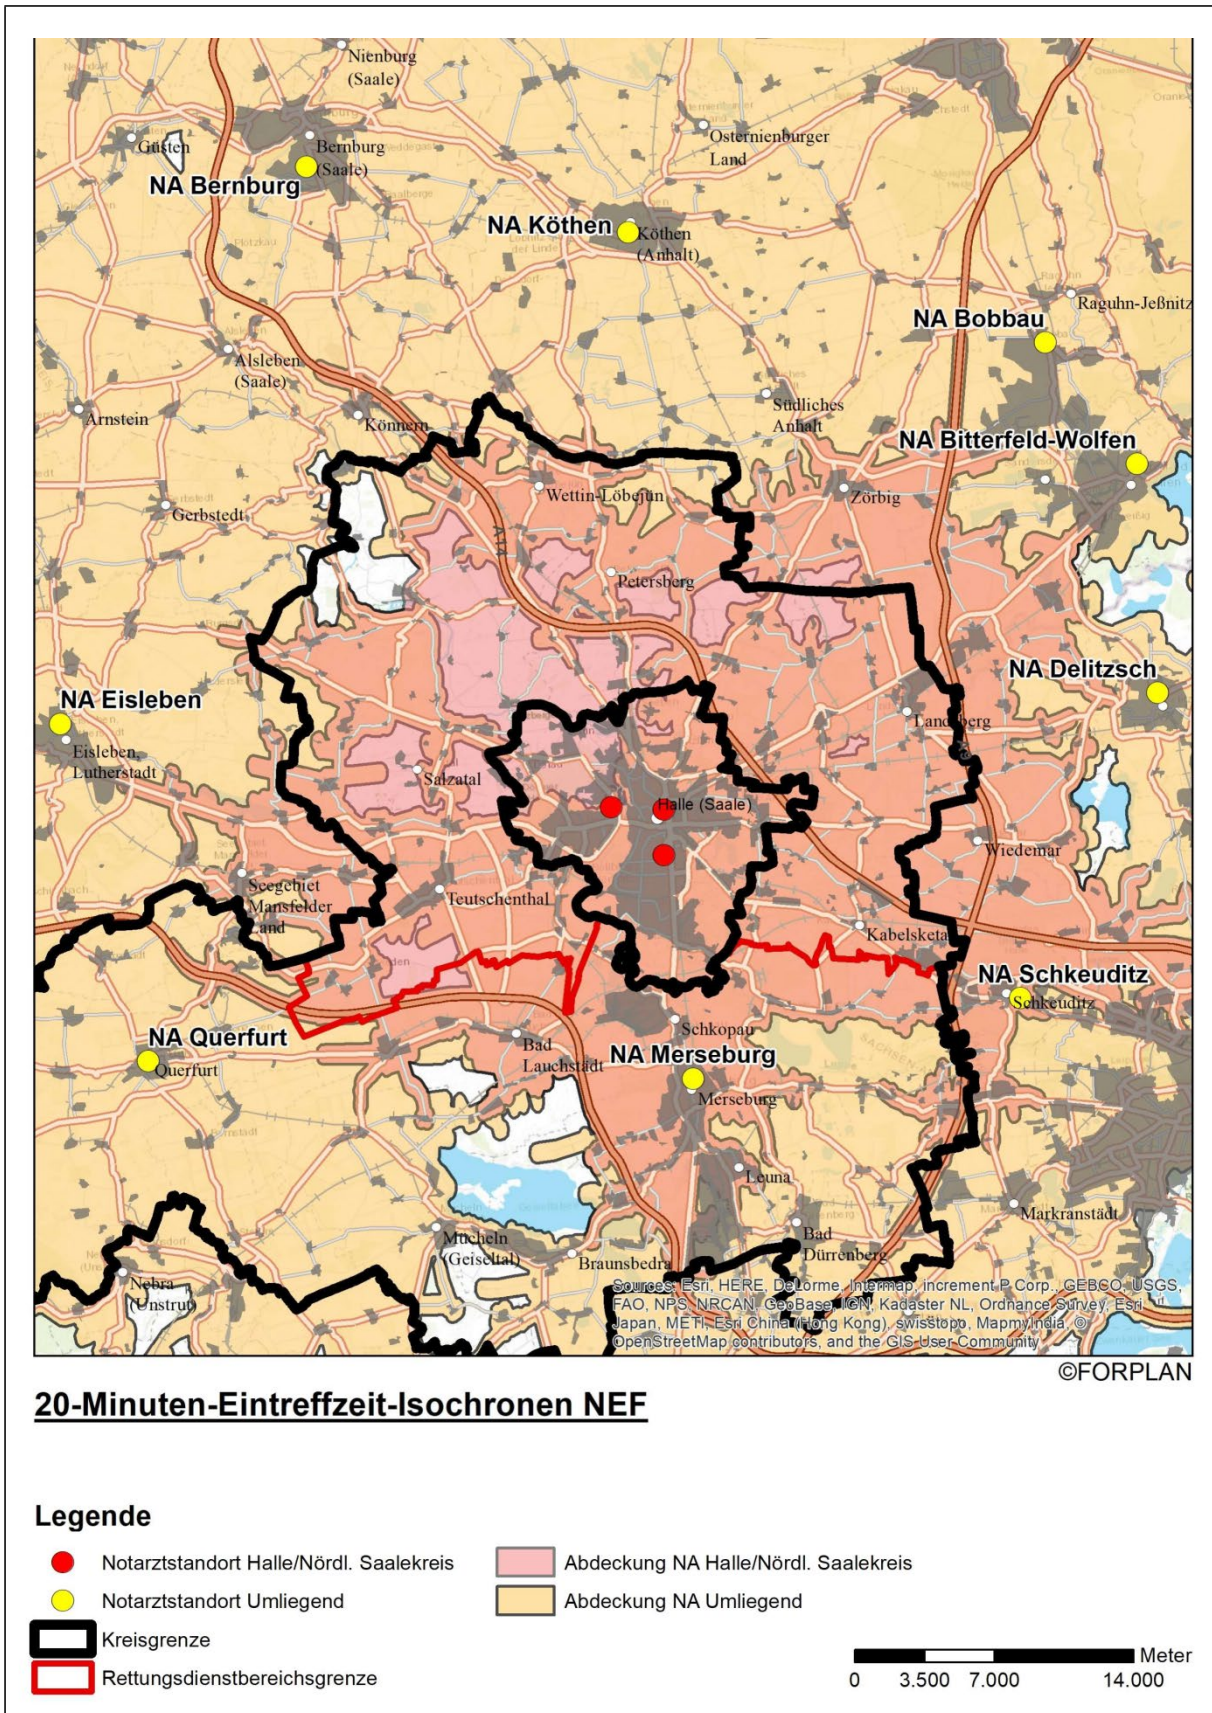 Nienburg
(Saale)
Güsten
Bernburg
(Saale)
NA Bernburg
Osternienburger
Land
NA Köthen
Köthen
(Anhalt)
Plötzkau
Raguhn-Jeßnitz
NA Bobbau
Alsleben
(Saale)
Arnstein
Könnern
Südliches
Anhalt
NA Bitterfeld-Wolfen
Gerbstedt
Wettin-Löbejün
Zörbig
A14
Petersberg
NA Delitzsch
NA Eisleben
Eisleben,
Lutherstadt
Landsberg
Salzatal
Halle (Saale)
Wiedemar
Seegebiet
Mansfelder
Land
Teutschenthal
Kabelsketa
NA Schkeuditz
Schkeuditz
NA Querfurt
Querfurt
Bad
Lauchstädt
Schkopau
NA Merseburg
Merseburg
Leuna
Markranstädt
Mücheln
(Geiseltal)
Braunsbedra
Bad
Dürrenberg
Nebra
(Unstrut)
Sources: Esri, HERE, DeLorme, Intermap, increment P Corp., GEBCO, USGS,
FAO, NPS, NRCAN, GeoBase, IGN, Kadaster NL, Ordnance Survey, Esri
Japan, METI, Esri China (Hong Kong), swisstopo, MapmyIndia, ©
OpenStreetMap contributors, and the GIS User Community
©FORPLAN
20-Minuten-Eintreffzeit-Isochronen NEF
Legende
Notarztstandort Halle/Nördl. Saalekreis
Abdeckung NA Halle/Nördl. Saalekreis
Notarztstandort Umliegend
Abdeckung NA Umliegend
Kreisgrenze
Rettungsdienstbereichsgrenze
Meter
0 3.500 7.000 14.000